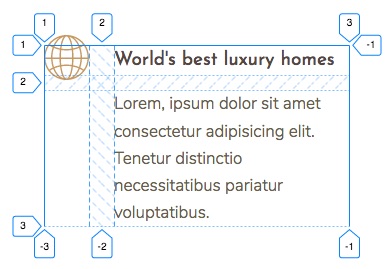 1 2 3
1 World's best luxury homes -1
2
Lorem, ipsum dolor sit amet
consectetur adipisicing elit.
Tenetur distinctio
necessitatibus pariatur
voluptatibus.
3
-3 -2 -1